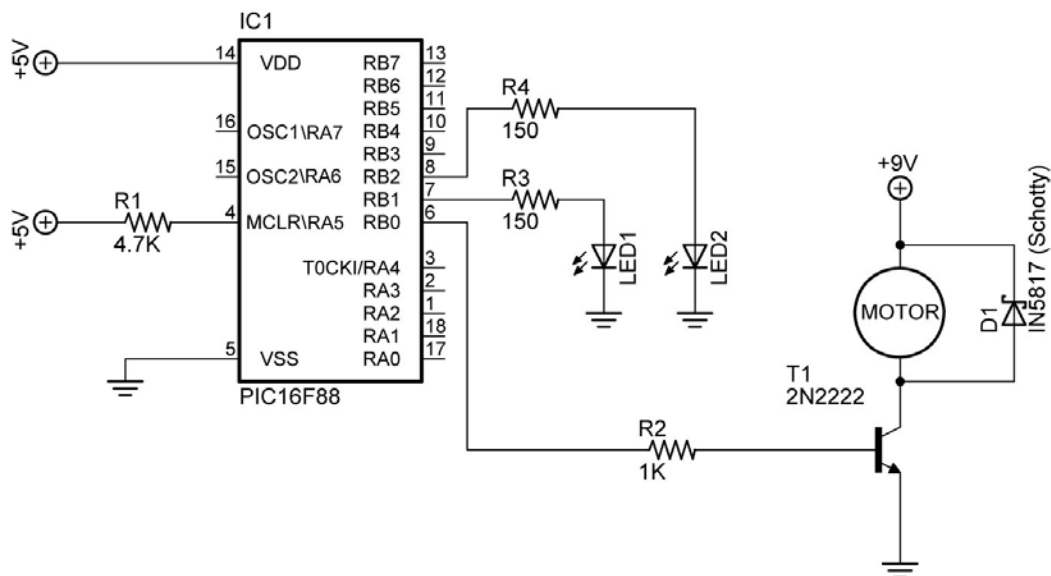 IC1
+5V
14
VDD
RB7
13
RB6
12
RB5
11
16
OSC1\RA7
RB4
10
RB3
9
15
OSC2\RA6
RB2
8
RB1
7
+5V
R1
4.7K
4
MCLR\RA5
RB0
6
T0CKI/RA4
3
RA3
2
RA2
1
RA1
18
5
VSS
RA0
17
PIC16F88
R4
150
R3
150
LED1
LED2
+9V
MOTOR
D1
IN5817 (Schotty)
T1
2N2222
R2
1K